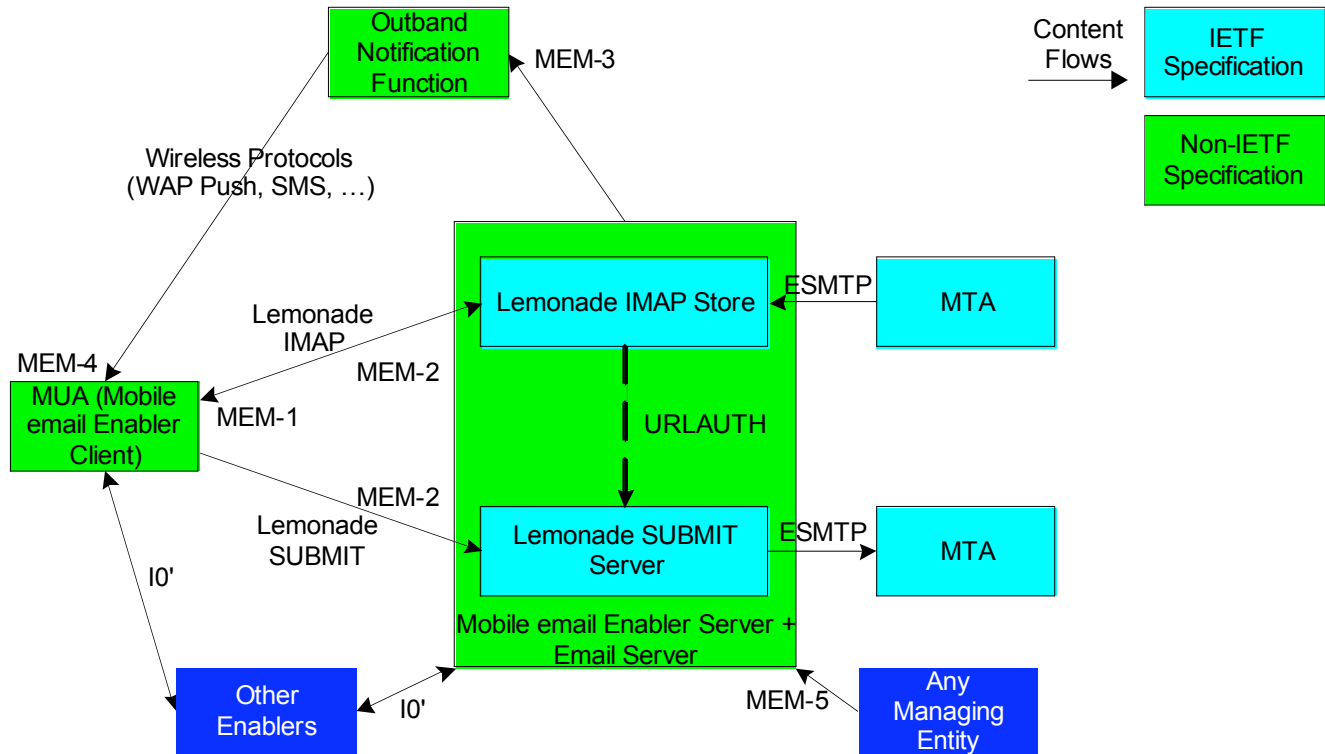 Outband
Notification
Function
MEM-3
Content
Flows
IETF
Specification
Non-IETF
Specification
Wireless Protocols
(WAP Push, SMS, …)
Lemonade IMAP Store
ESMTP
MTA
Lemonade
IMAP
MEM-2
MEM-4
MUA (Mobile
email Enabler
Client)
MEM-1
URLAUTH
MEM-2
Lemonade
SUBMIT
Lemonade SUBMIT
Server
ESMTP
MTA
I0'
Mobile email Enabler Server +
Email Server
Other
Enablers
I0'
MEM-5
Any
Managing
Entity